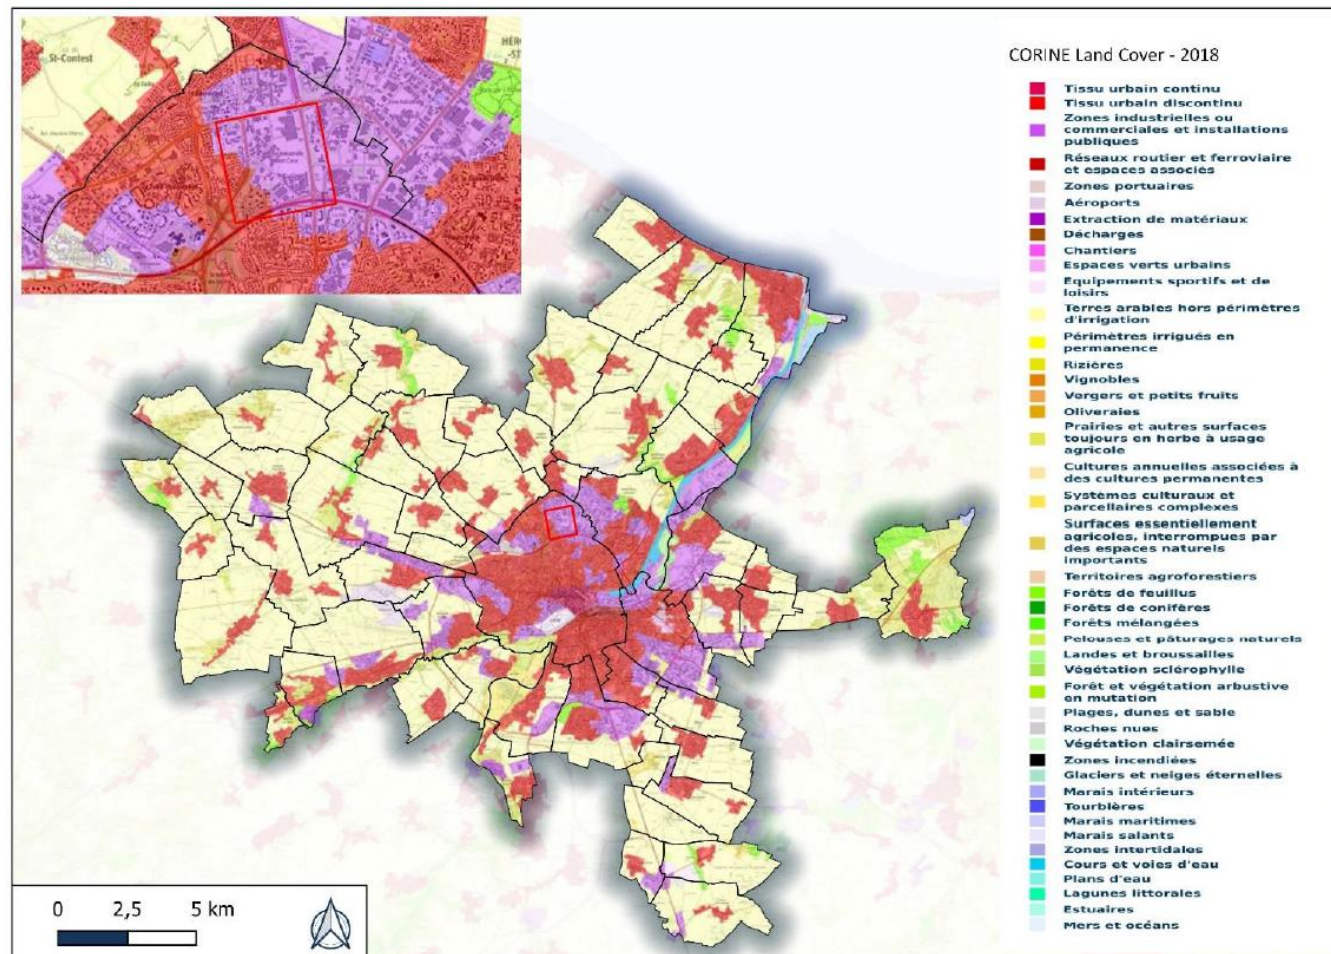 St-Contest
HÉR
-ST
CORINE Land Cover - 2018
Tissu urbain continu
Tissu urbain discontinu
Zones industrielles ou
commerciales et installations
publiques
Réseaux routier et ferroviaire
et espaces associés
Zones portuaires
Aéroports
Extraction de matériaux
Décharges
Chantiers
Espaces verts urbains
Equipements sportifs et de
loisirs
Terres arables hors périmètres
d'irrigation
Périmètres irrigués en
permanence
Rizières
Vignobles
Vergers et petits fruits
Oliveraies
Prairies et autres surfaces
toujours en herbe à usage
agricole
Cultures annuelles associées à
des cultures permanentes
Systèmes culturaux et
parcellaires complexes
Surfaces essentiellement
agricoles, interrompues par
des espaces naturels
importants
Territoires agroforestiers
Forêts de feuillus
Forêts de conifères
Forêts mélangées
Pelouses et pâturages naturels
Landes et broussailles
Végétation sclérophylle
Forêt et végétation arbustive
en mutation
Plages, dunes et sable
Roches nues
Végétation clairsemée
Zones incendiées
Glaciers et neiges éternelles
Marais intérieurs
Tourbières
Marais maritimes
Marais salants
Zones intertidales
Cours et voies d'eau
Plans d'eau
Lagunes littorales
Estuaires
Mers et océans
0 2,5 5 km